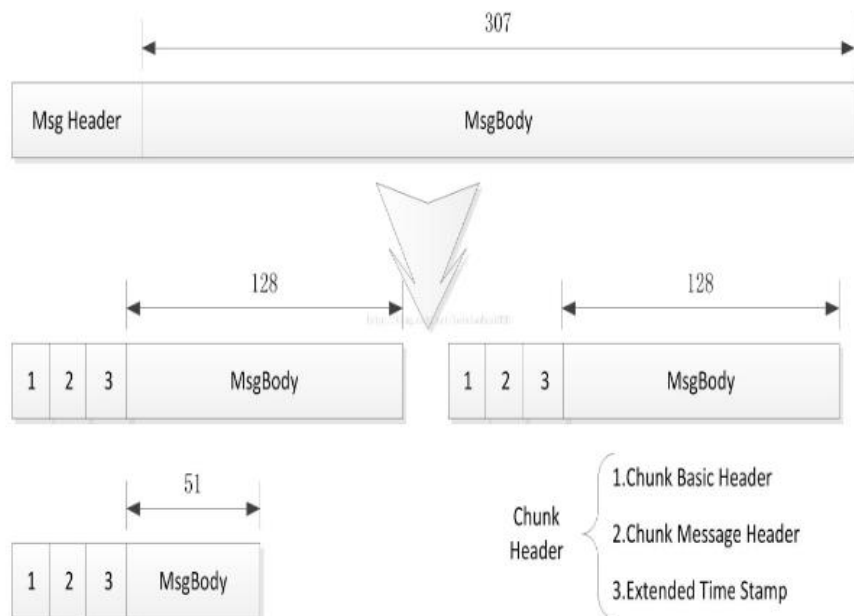 307
Msg Header MsgBody
128 128
1 2 3 MsgBody 1 2 3 MsgBody
51
1 2 3 MsgBody
Chunk Header
1.Chunk Basic Header
2.Chunk Message Header
3.Extended Time Stamp